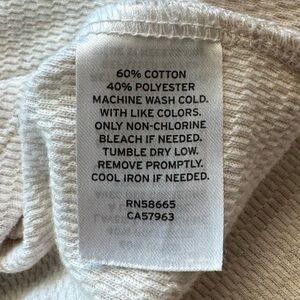 60% COTTON
40% POLYESTER
MACHINE WASH COLD.
WITH LIKE COLORS.
ONLY NON-CHLORINE
BLEACH IF NEEDED.
TUMBLE DRY LOW.
REMOVE PROMPTLY.
COOL IRON IF NEEDED.
RN58665
CA57963